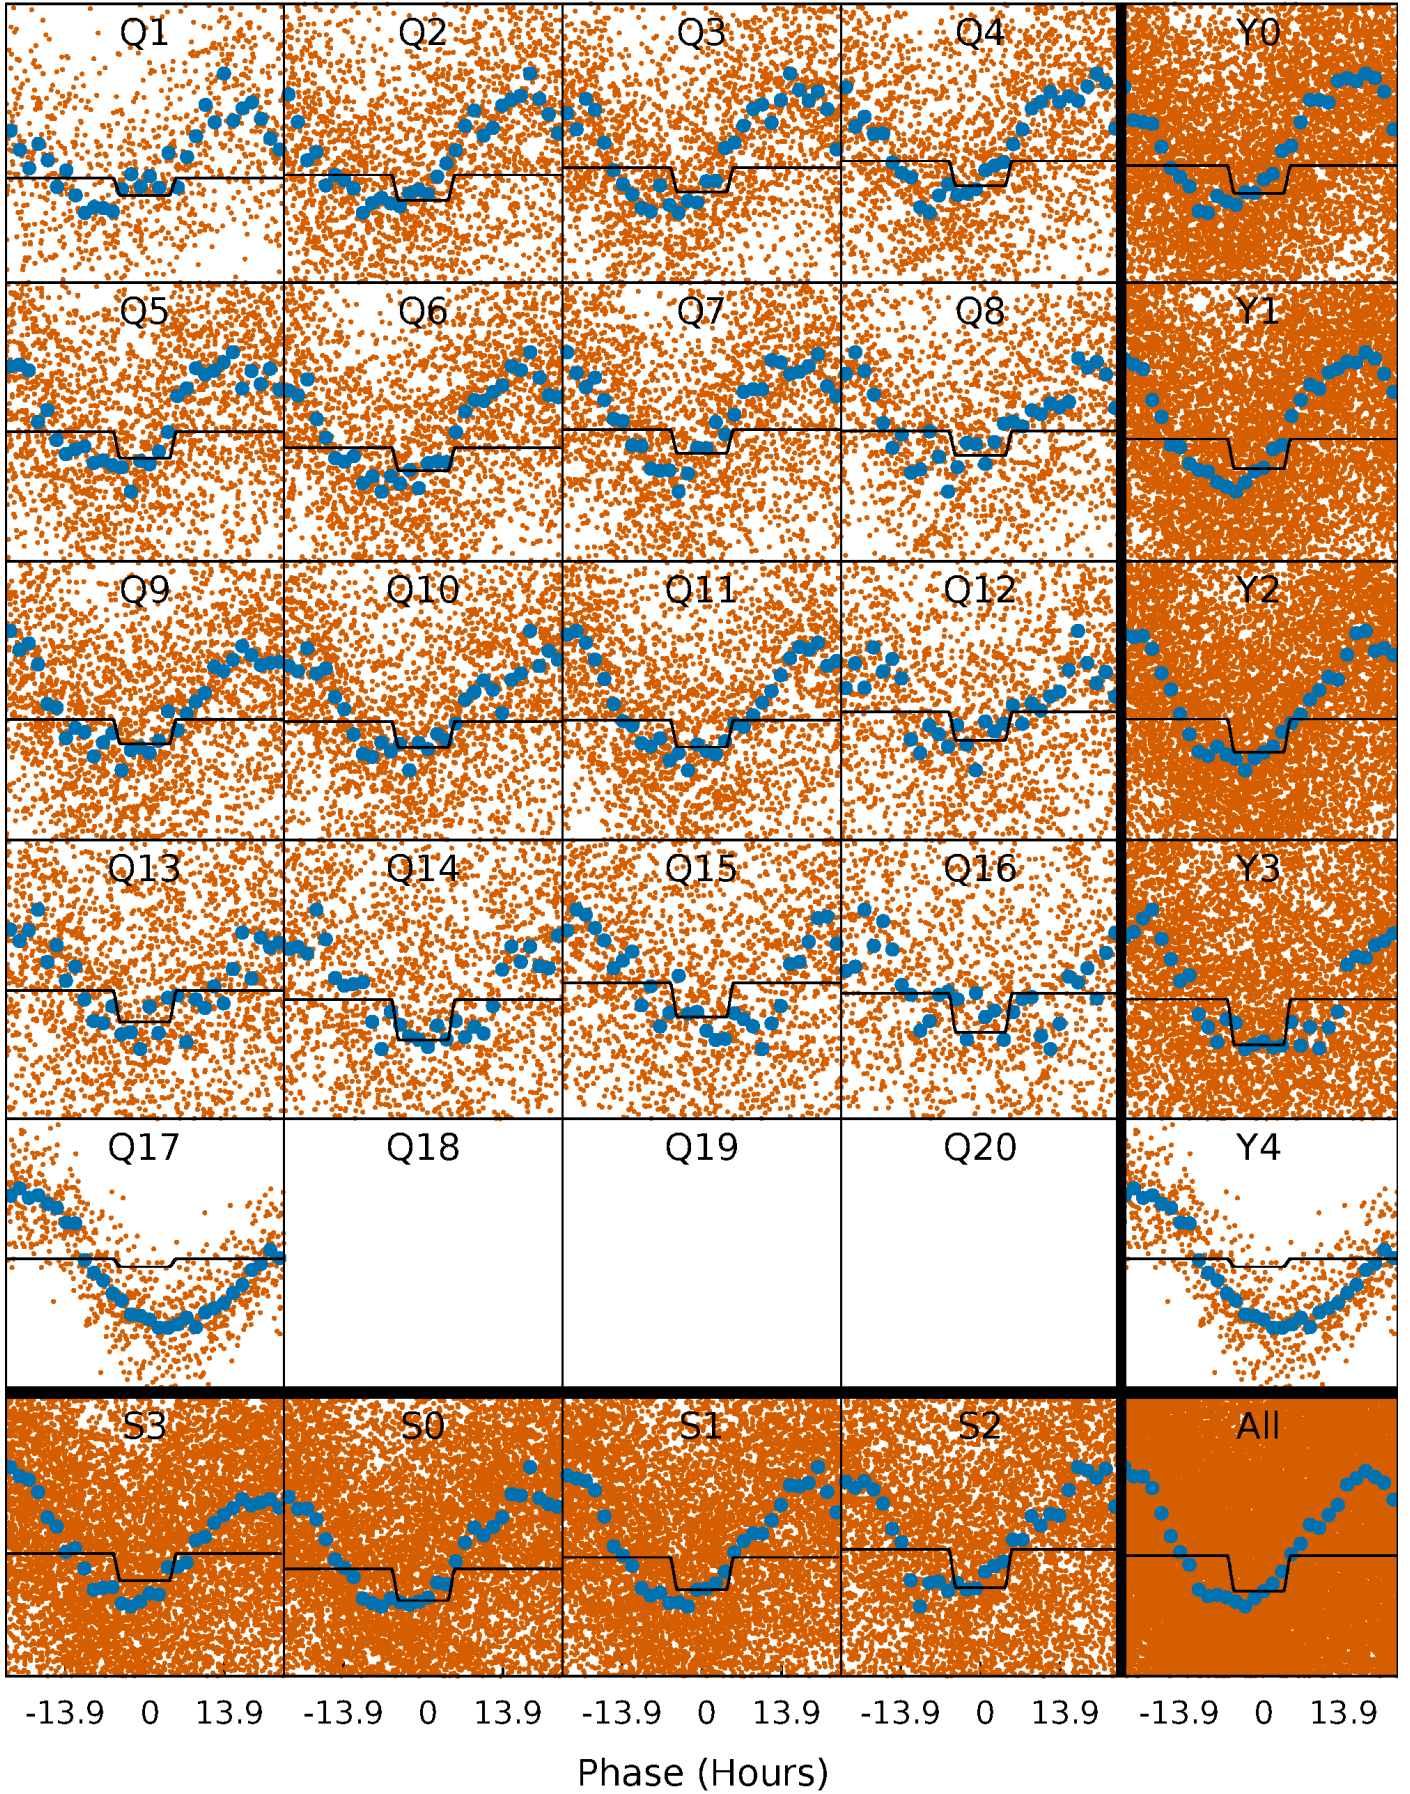 Q1 Q2 Q3 Q4 Y0
Q5 Q6 Q7 Q8 Y1
Q9 Q10 Q11 Q12 Y2
Q13 Q14 Q15 Q16 Y3
Q17 Q18 Q19 Q20 Y4
S3 S0 S1 S2 All
-13.9 0 13.9 -13.9 0 13.9 -13.9 0 13.9 -13.9 0 13.9 -13.9 0 13.9
Phase (Hours)